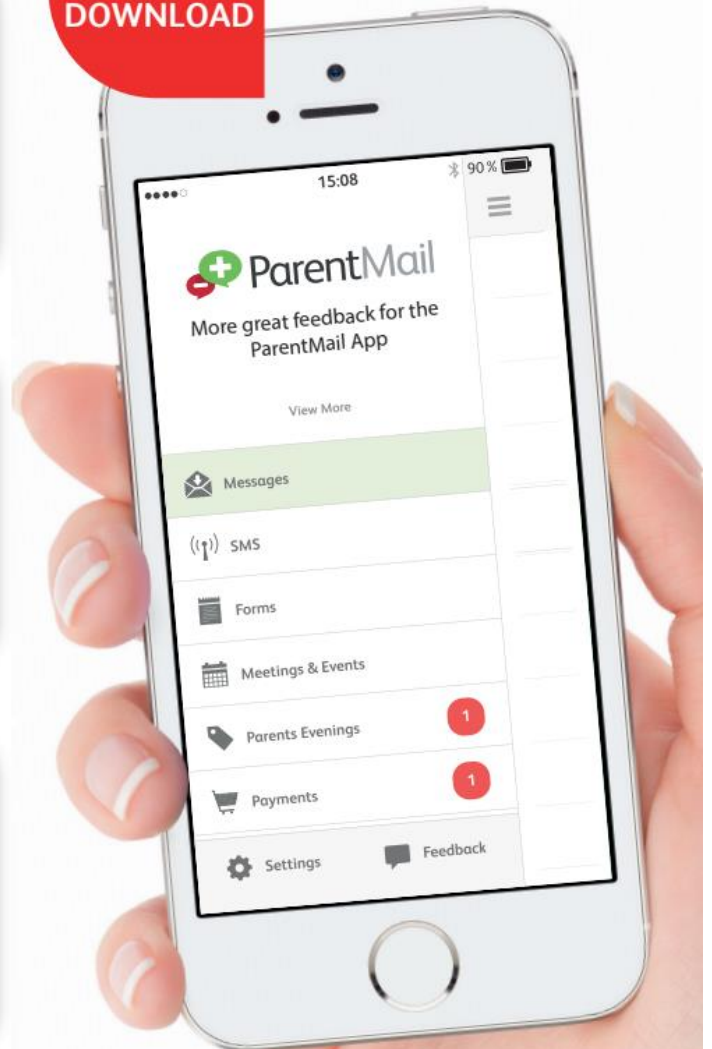 DOWNLOAD
15:08
90%
ParentMail
More great feedback for the
ParentMail App
View More
Messages
SMS
Forms
Meetings & Events
Parents Evenings 1
Payments 1
Settings Feedback